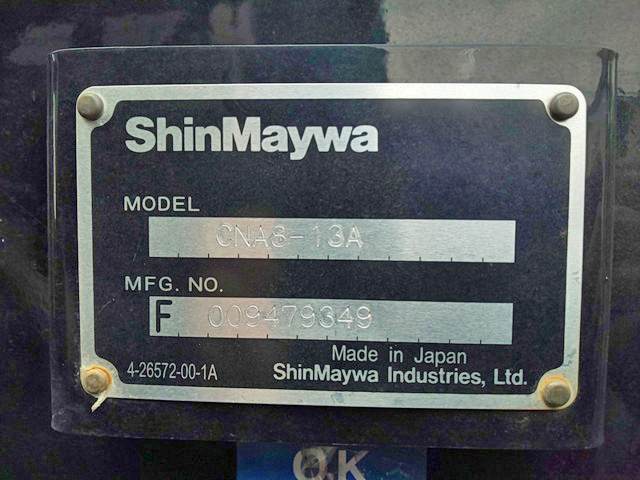 ShinMaywa
MODEL
CNA8-13A
MFG. NO.
F 009479349
Made in Japan
4-26572-00-1A ShinMaywa Industries, Ltd.
O.K